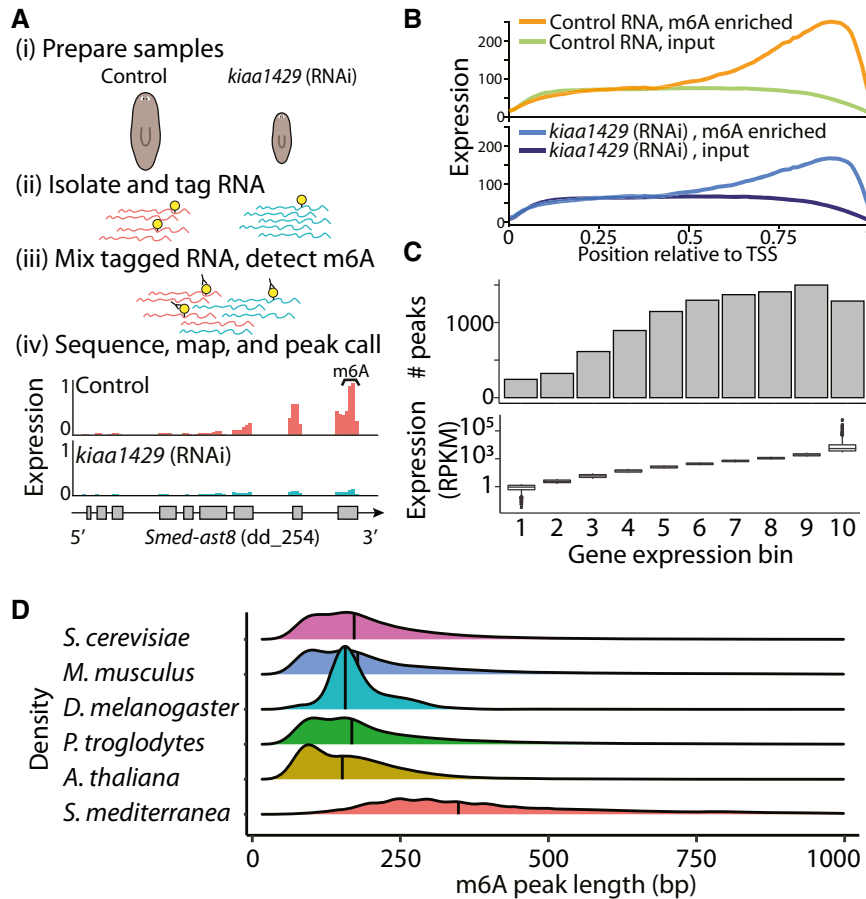 A
(i) Prepare samples
Control
kiaa1429 (RNAi)
(ii) Isolate and tag RNA
(iii) Mix tagged RNA, detect m6A
(iv) Sequence, map, and peak call
m6A
1
Control
0
1
kiaa1429 (RNAi)
0
Expression
5′ Smed-ast8 (dd_254) 3′
B
Control RNA, m6A enriched
Control RNA, input
200
100
0
kiaa1429 (RNAi) , m6A enriched
kiaa1429 (RNAi) , input
200
100
0
Expression
0 0.25 0.5 0.75
Position relative to TSS
C
# peaks
1000
0
Expression
(RPKM)
10^5
10^3
1
1 2 3 4 5 6 7 8 9 10
Gene expression bin
D
Density
S. cerevisiae
M. musculus
D. melanogaster
P. troglodytes
A. thaliana
S. mediterranea
0 250 500 750 1000
m6A peak length (bp)